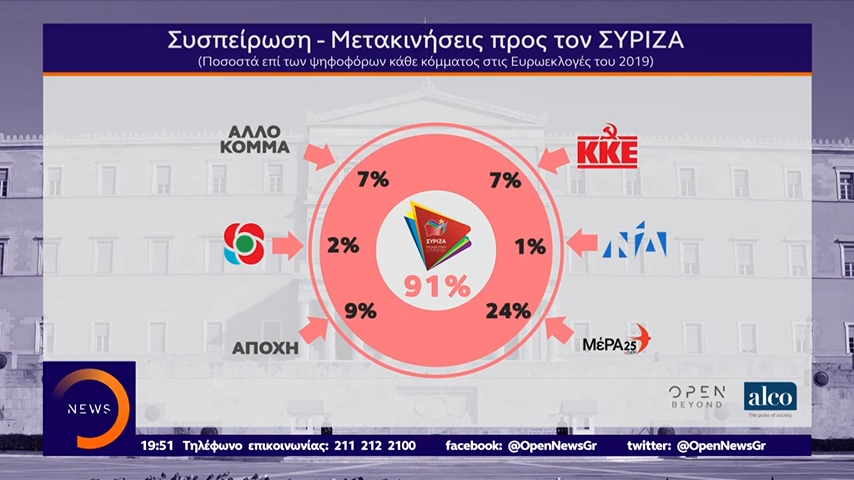 Συσπείρωση - Μετακινήσεις προς τον ΣΥΡΙΖΑ
(Ποσοστά επί των ψηφοφόρων κάθε κόμματος στις Ευρωεκλογές του 2019)
ΑΛΛΟ
ΚΟΜΜΑ
ΚΚΕ
7%
7%
ΝΔ
2%
ΣΥΡΙΖΑ
1%
91%
9%
24%
ΑΠΟΧΗ
ΜέΡΑ25
OPEN
BEYOND
alco
The pulse of society
NEWS
19:51 Τηλέφωνο επικοινωνίας: 211 212 2100 facebook: @OpenNewsGr twitter: @OpenNewsGr